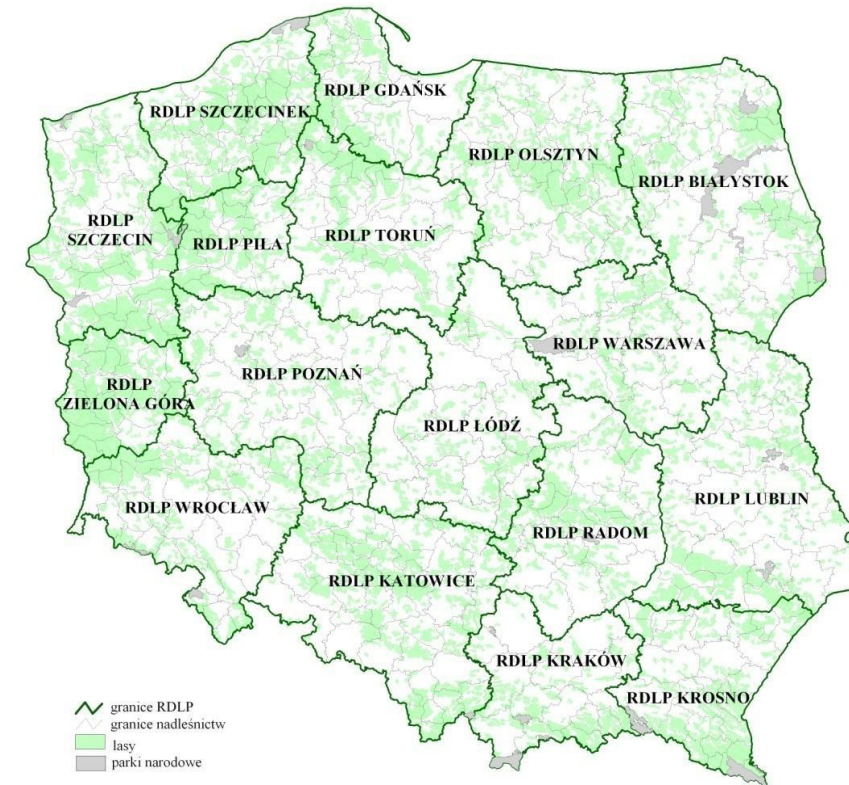 RDLP GDAŃSK
RDLP SZCZECINEK
RDLP OLSZTYN
RDLP BIAŁYSTOK
RDLP
SZCZECIN
RDLP PIŁA
RDLP TORUŃ
RDLP WARSZAWA
RDLP POZNAŃ
RDLP
ZIELONA GÓRA
RDLP ŁÓDŹ
RDLP LUBLIN
RDLP WROCŁAW
RDLP RADOM
RDLP KATOWICE
RDLP KRAKÓW
RDLP KROSNO
granice RDLP
granice nadleśnictw
lasy
parki narodowe